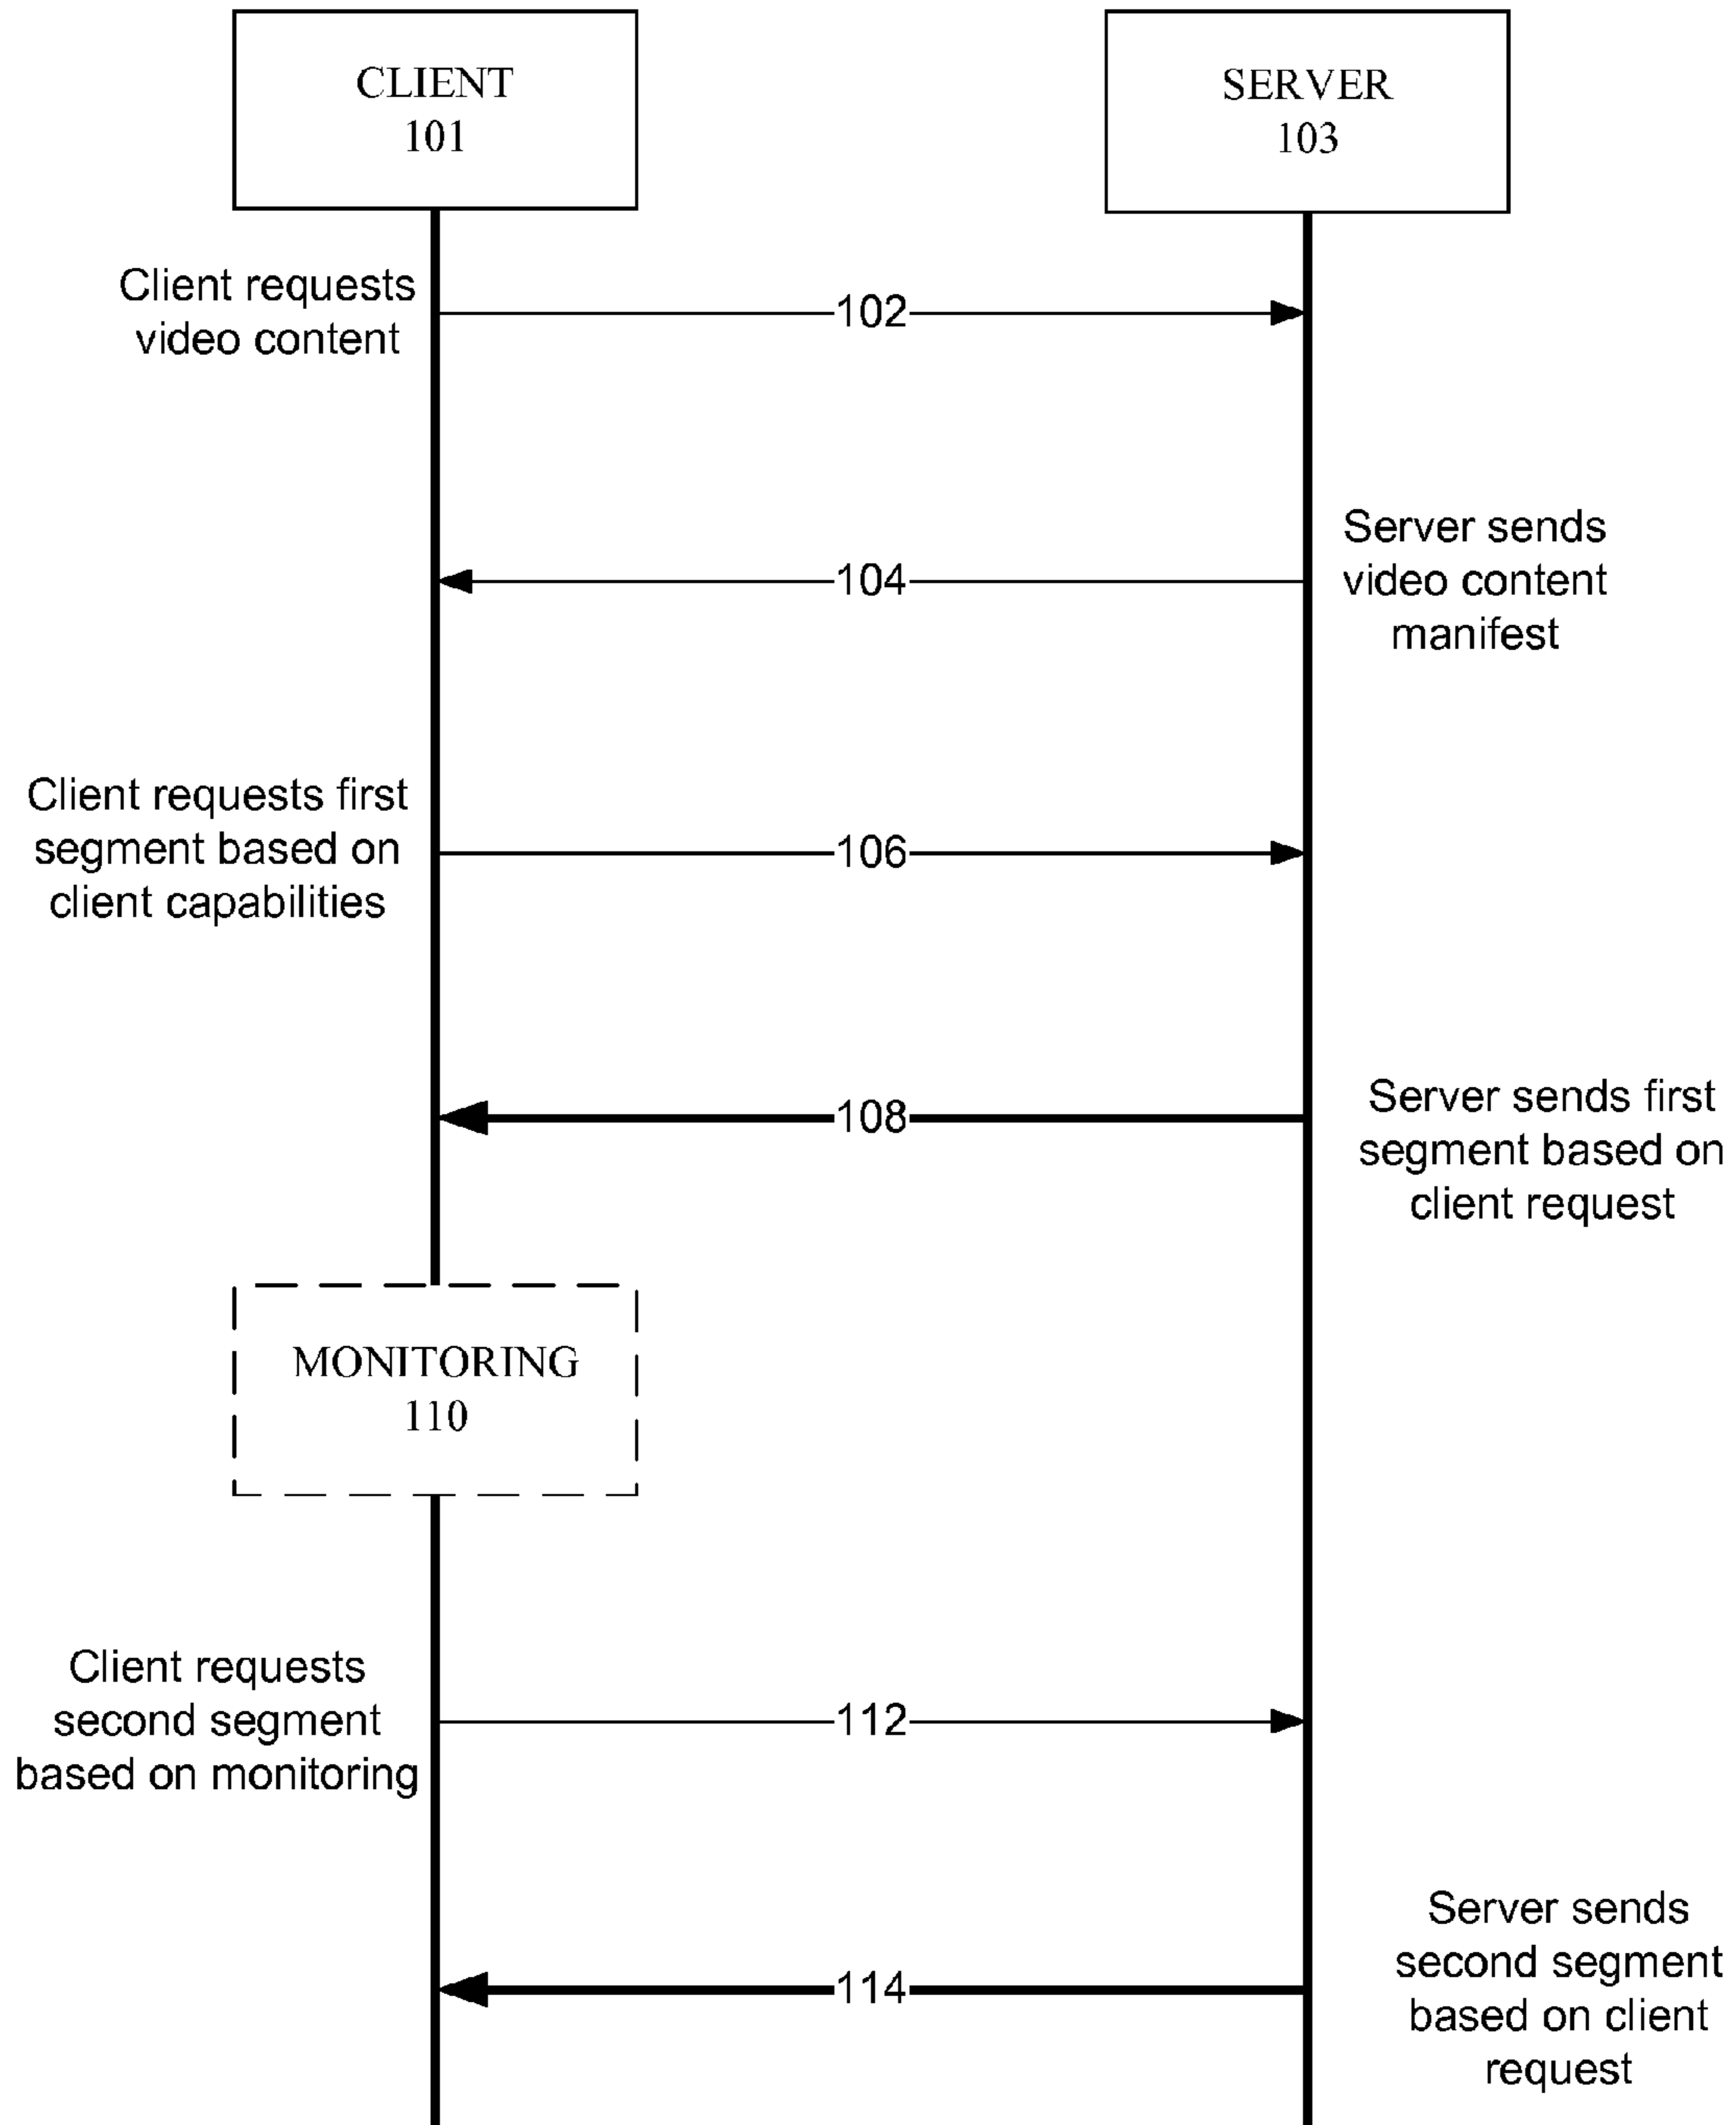 CLIENT
101
SERVER
103
Client requests
video content
102
Server sends
video content
manifest
104
Client requests first
segment based on
client capabilities
106
Server sends first
segment based on
client request
108
MONITORING
110
Client requests
second segment
based on monitoring
112
Server sends
second segment
based on client
request
114